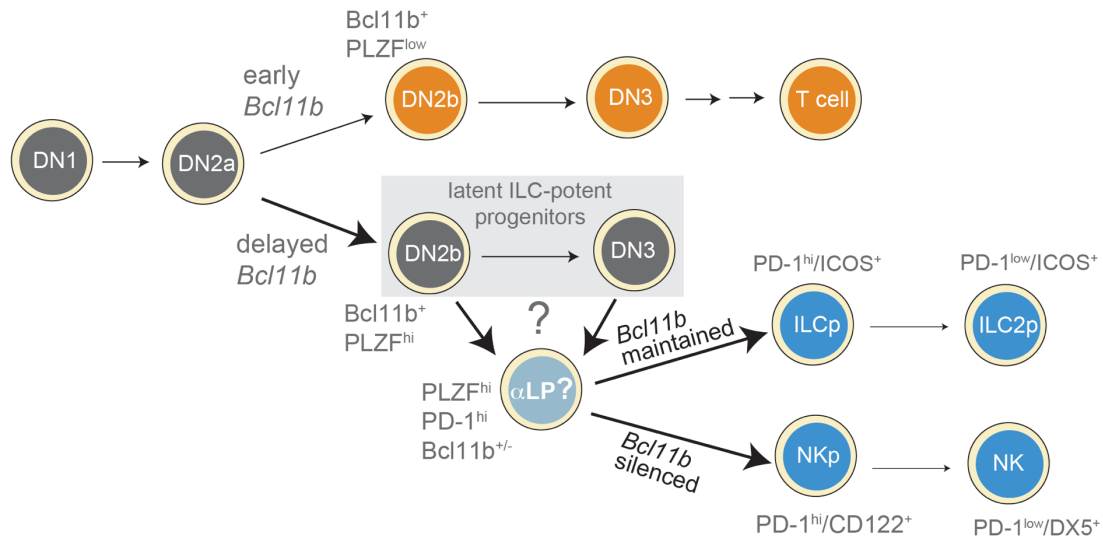 Bcl11b⁺
PLZFˡᵒʷ
early
Bcl11b
DN2b
DN3
T cell
DN1
DN2a
latent ILC-potent
progenitors
delayed
Bcl11b
DN2b
DN3
Bcl11b⁺
PLZFʰⁱ
?
Bcl11b
maintained
PD-1ʰⁱ/ICOS⁺
PD-1ˡᵒʷ/ICOS⁺
ILCp
ILC2p
PLZFʰⁱ
PD-1ʰⁱ
Bcl11b⁺/⁻
αLP?
Bcl11b
silenced
NKp
NK
PD-1ʰⁱ/CD122⁺
PD-1ˡᵒʷ/DX5⁺